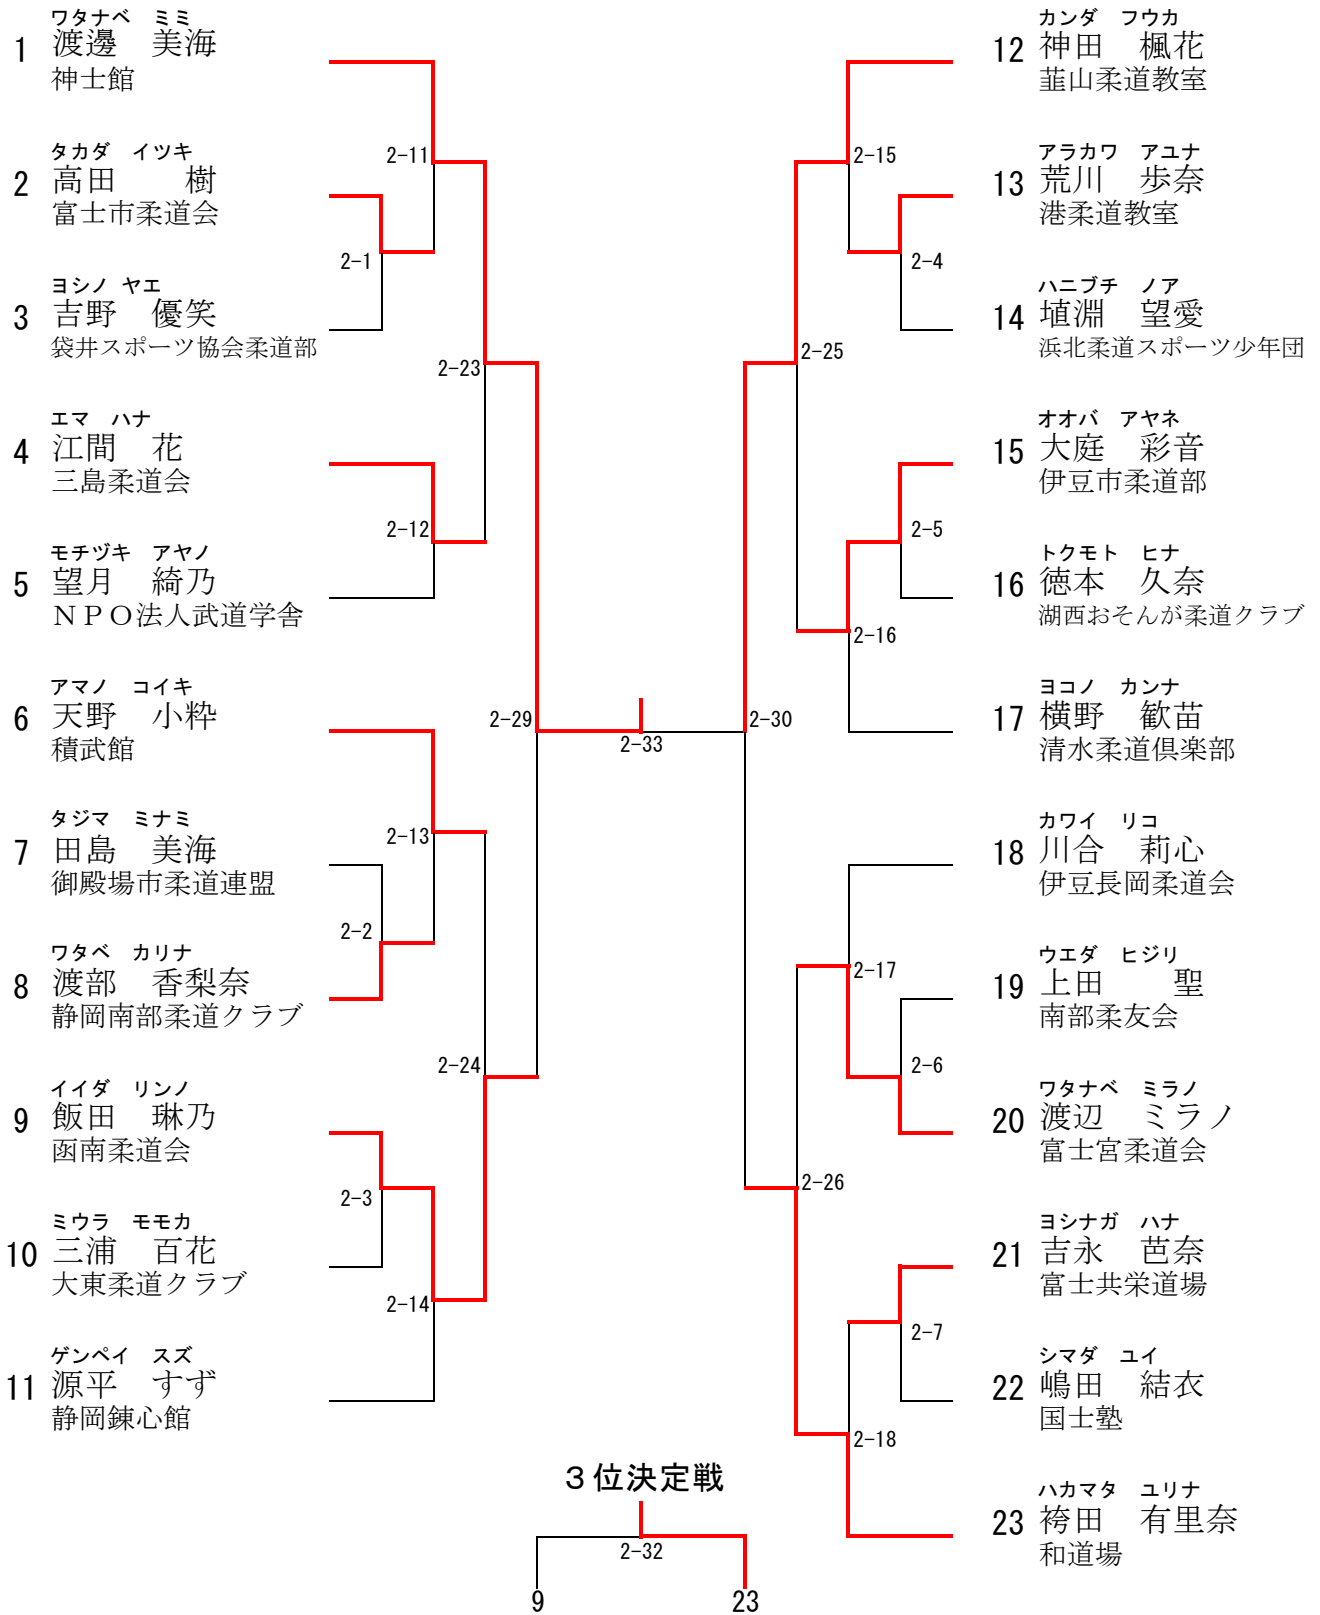 ワタナベ ミミ
1 渡邊 美海
神士館
タカダ イツキ
2 高田 樹
富士市柔道会
ヨシノ ヤエ
3 吉野 優笑
袋井スポーツ協会柔道部
エマ ハナ
4 江間 花
三島柔道会
モチヅキ アヤノ
5 望月 綺乃
ＮＰＯ法人武道学舎
アマノ コイキ
6 天野 小粋
積武館
タジマ ミナミ
7 田島 美海
御殿場市柔道連盟
ワタベ カリナ
8 渡部 香梨奈
静岡南部柔道クラブ
イイダ リンノ
9 飯田 琳乃
函南柔道会
ミウラ モモカ
10 三浦 百花
大東柔道クラブ
ゲンペイ スズ
11 源平 すず
静岡錬心館
2-11
2-1
2-23
2-12
2-29
2-13
2-2
2-24
2-3
2-14
2-33
カンダ フウカ
12 神田 楓花
韮山柔道教室
アラカワ アユナ
13 荒川 歩奈
港柔道教室
ハニブチ ノア
14 埴淵 望愛
浜北柔道スポーツ少年団
オオバ アヤネ
15 大庭 彩音
伊豆市柔道部
トクモト ヒナ
16 徳本 久奈
湖西おそんが柔道クラブ
ヨコノ カンナ
17 横野 歓苗
清水柔道倶楽部
カワイ リコ
18 川合 莉心
伊豆長岡柔道会
ウエダ ヒジリ
19 上田 聖
南部柔友会
ワタナベ ミラノ
20 渡辺 ミラノ
富士宮柔道会
ヨシナガ ハナ
21 吉永 芭奈
富士共栄道場
シマダ ユイ
22 嶋田 結衣
国士塾
ハカマタ ユリナ
23 袴田 有里奈
和道場
2-15
2-4
2-25
2-5
2-16
2-30
2-17
2-6
2-26
2-7
2-18
３位決定戦
2-32
9 23